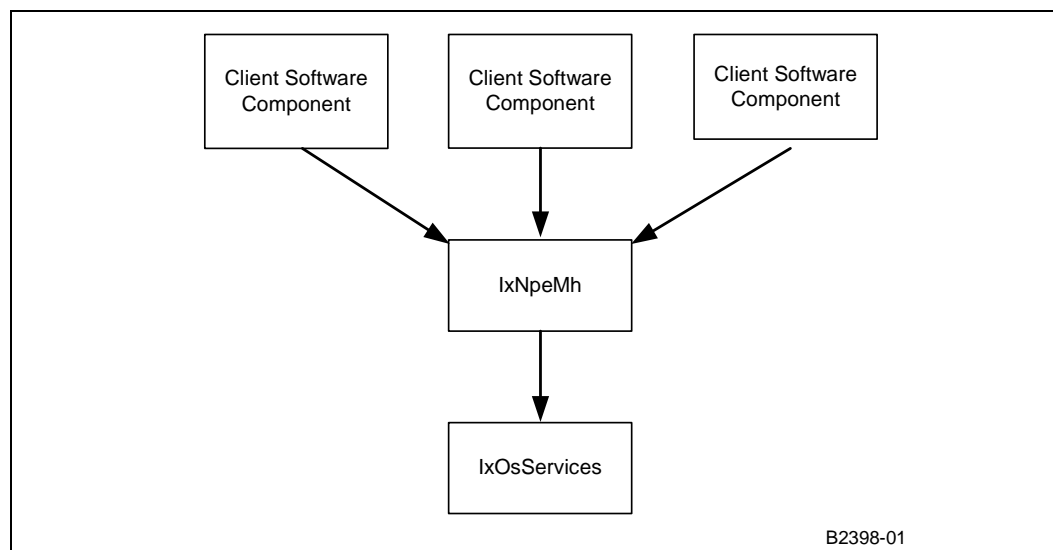 Client Software
Component
Client Software
Component
Client Software
Component
IxNpeMh
IxOsServices
B2398-01